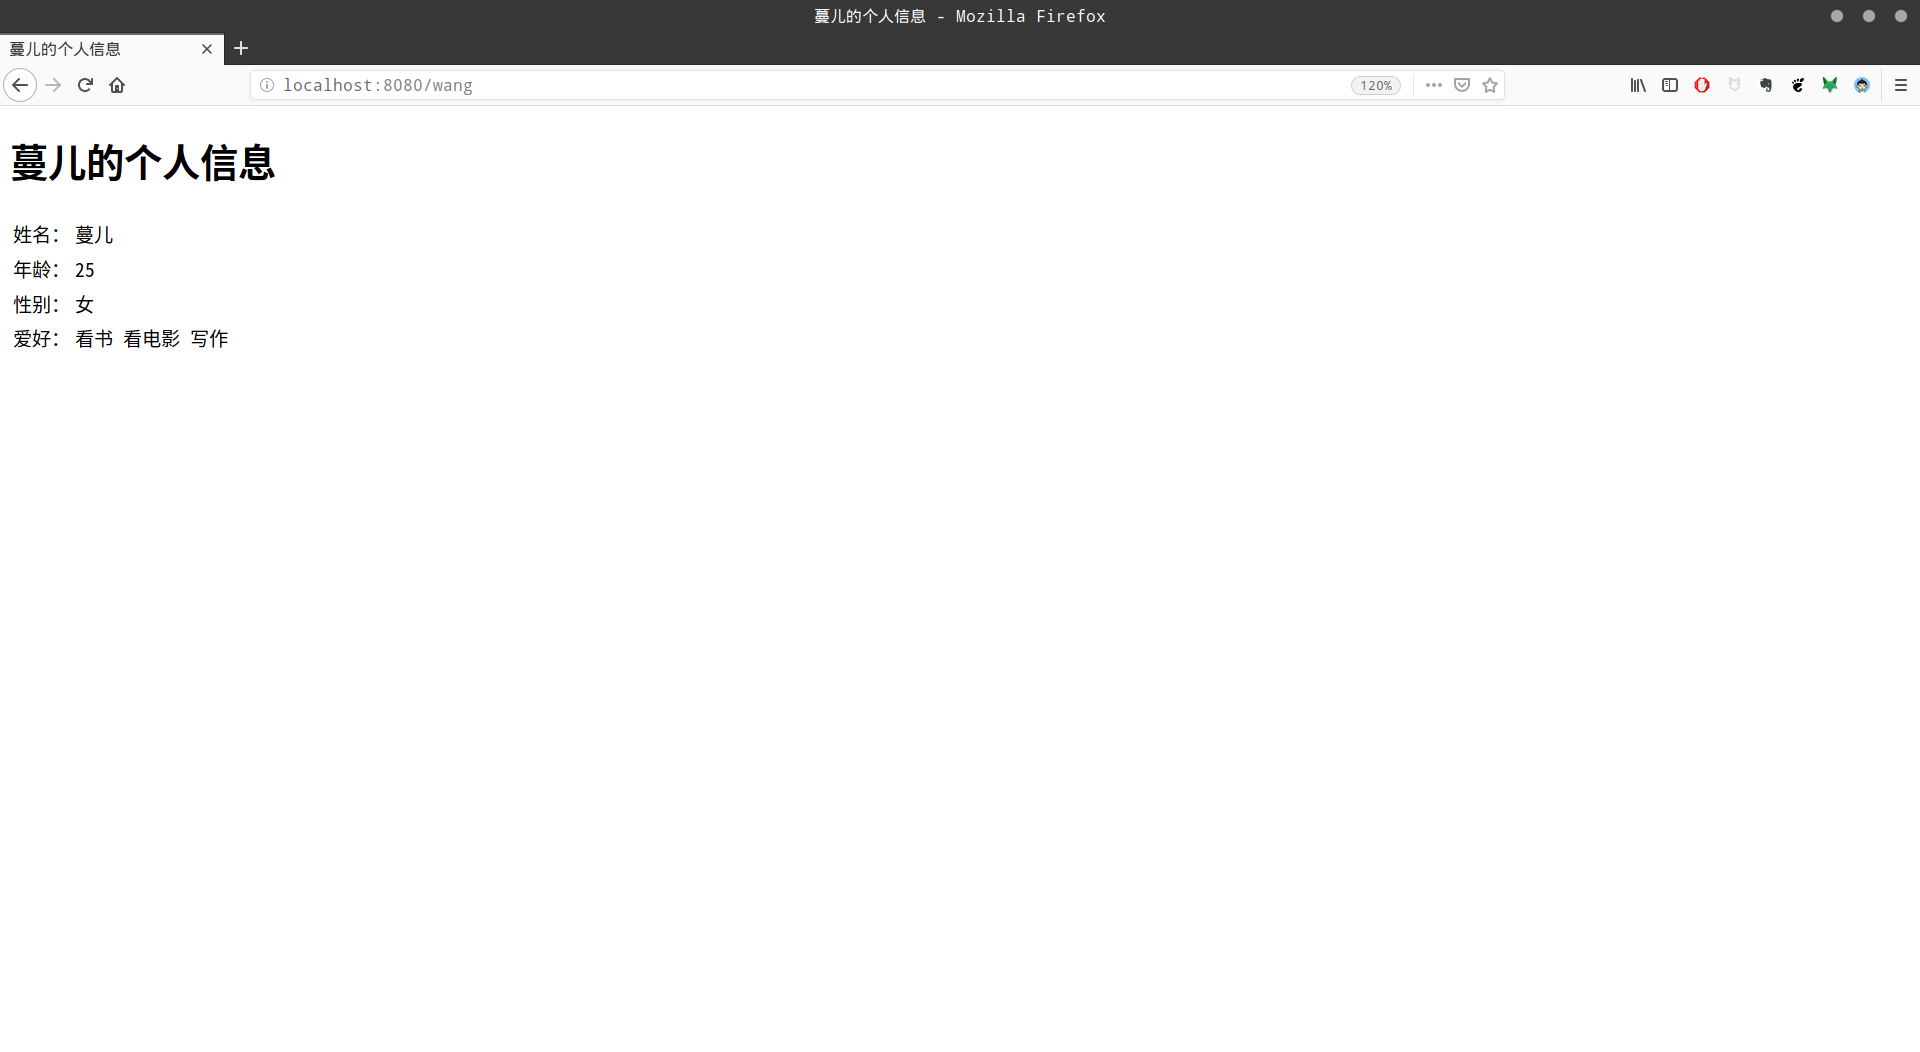 蔓儿的个人信息 - Mozilla Firefox
蔓儿的个人信息
localhost:8080/wang 120%
蔓儿的个人信息
姓名： 蔓儿
年龄： 25
性别： 女
爱好： 看书 看电影 写作